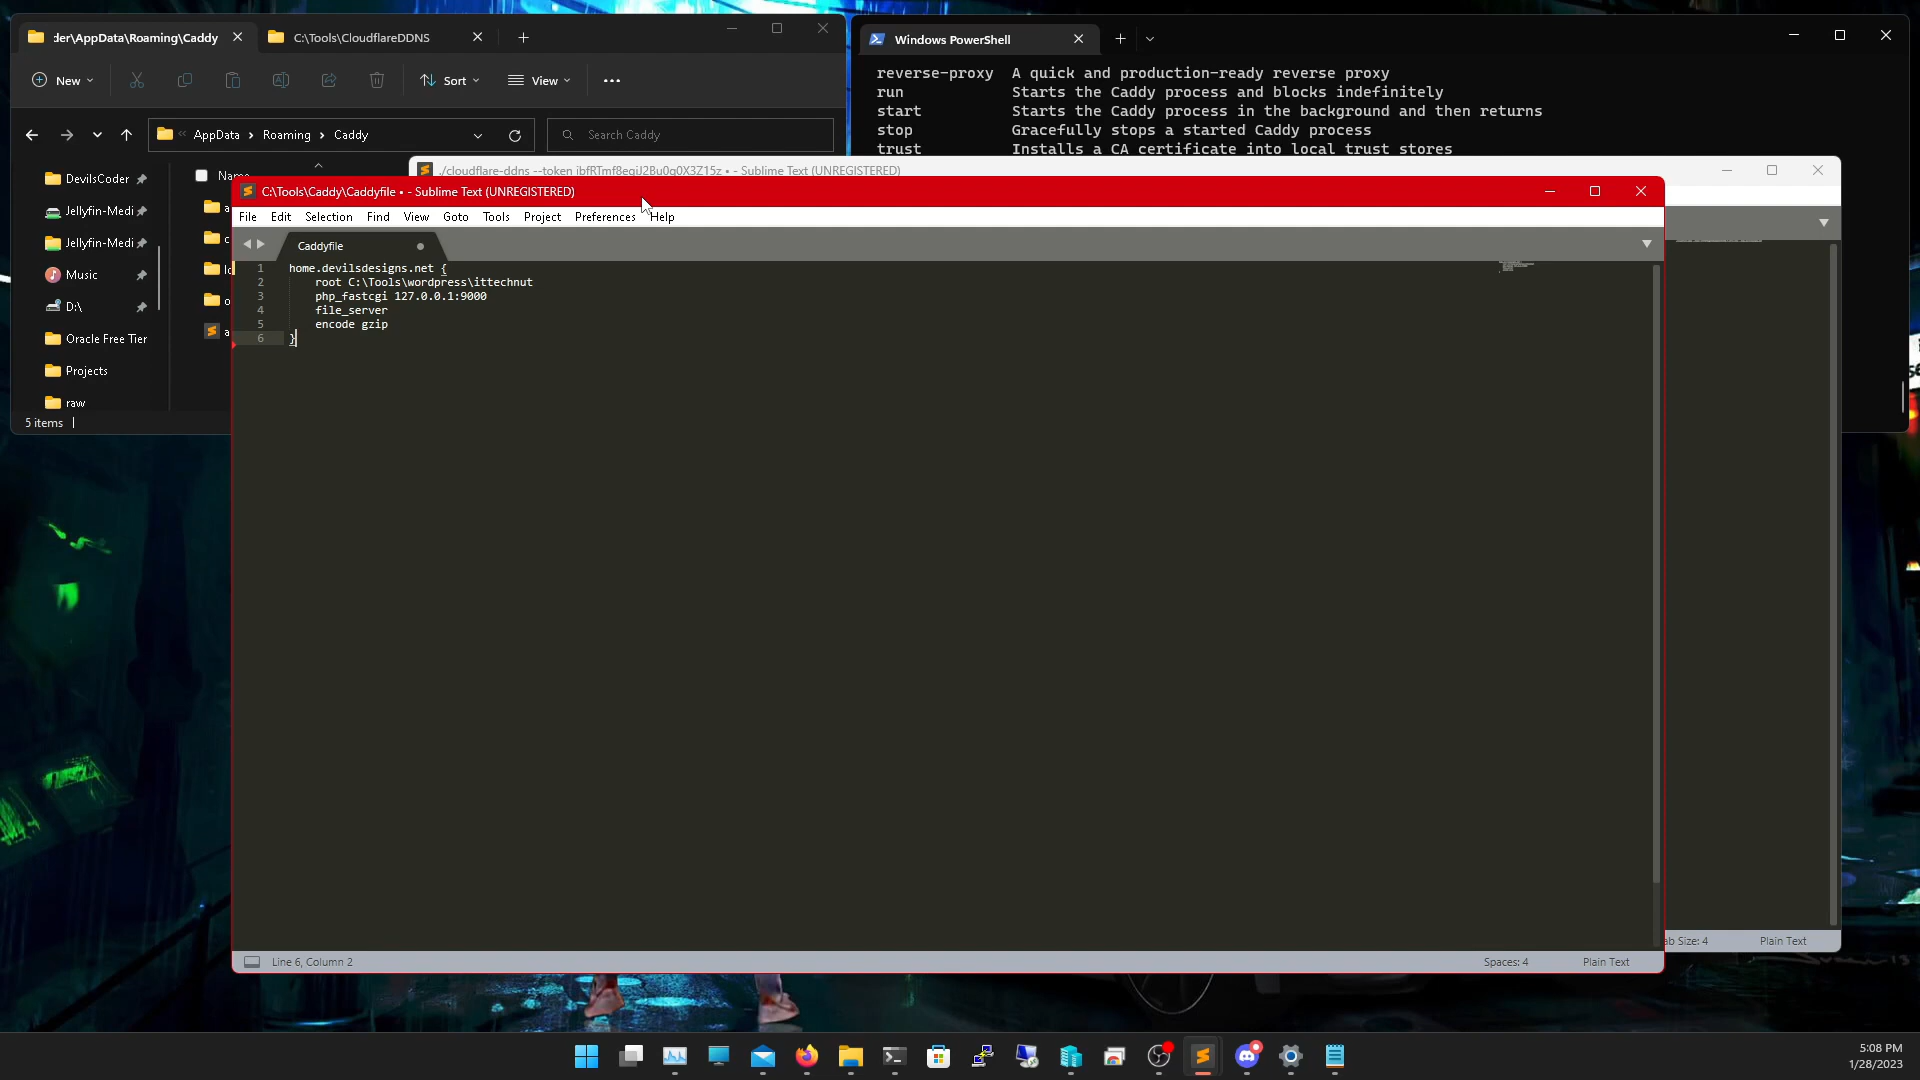 der\AppData\Roaming\Caddy
C:\Tools\CloudflareDDNS
New
Sort
View
AppData
Roaming
Caddy
Search Caddy
DevilsCoder
Jellyfin-Medi
Jellyfin-Medi
Music
D:\
Oracle Free Tier
Projects
raw
Name
5 items
Windows PowerShell
reverse-proxy A quick and production-ready reverse proxy
run Starts the Caddy process and blocks indefinitely
start Starts the Caddy process in the background and then returns
stop Gracefully stops a started Caddy process
trust Installs a CA certificate into local trust stores
- Sublime Text (UNREGISTERED)
C:\Tools\Caddy\Caddyfile • - Sublime Text (UNREGISTERED)
File Edit Selection Find View Goto Tools Project Preferences Help
Caddyfile
1 home.devilsdesigns.net {
2 root C:\Tools\wordpress\ittechnut
3 php_fastcgi 127.0.0.1:9000
4 file_server
5 encode gzip
6 }
Line 6, Column 2
Spaces: 4
Plain Text
ab Size: 4
Plain Text
5:08 PM
1/28/2023